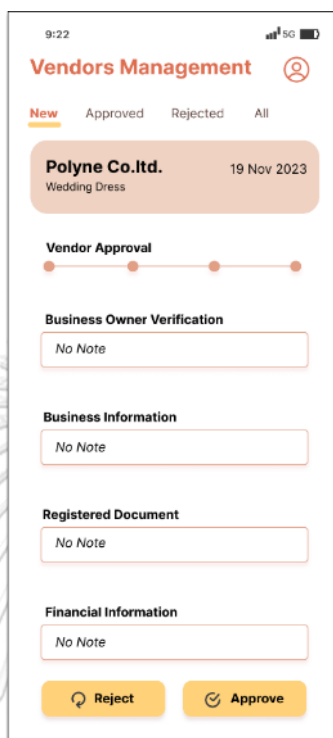 9:22 5G
Vendors Management
New Approved Rejected All
Polyne Co.ltd. 19 Nov 2023
Wedding Dress
Vendor Approval
Business Owner Verification
No Note
Business Information
No Note
Registered Document
No Note
Financial Information
No Note
Reject Approve